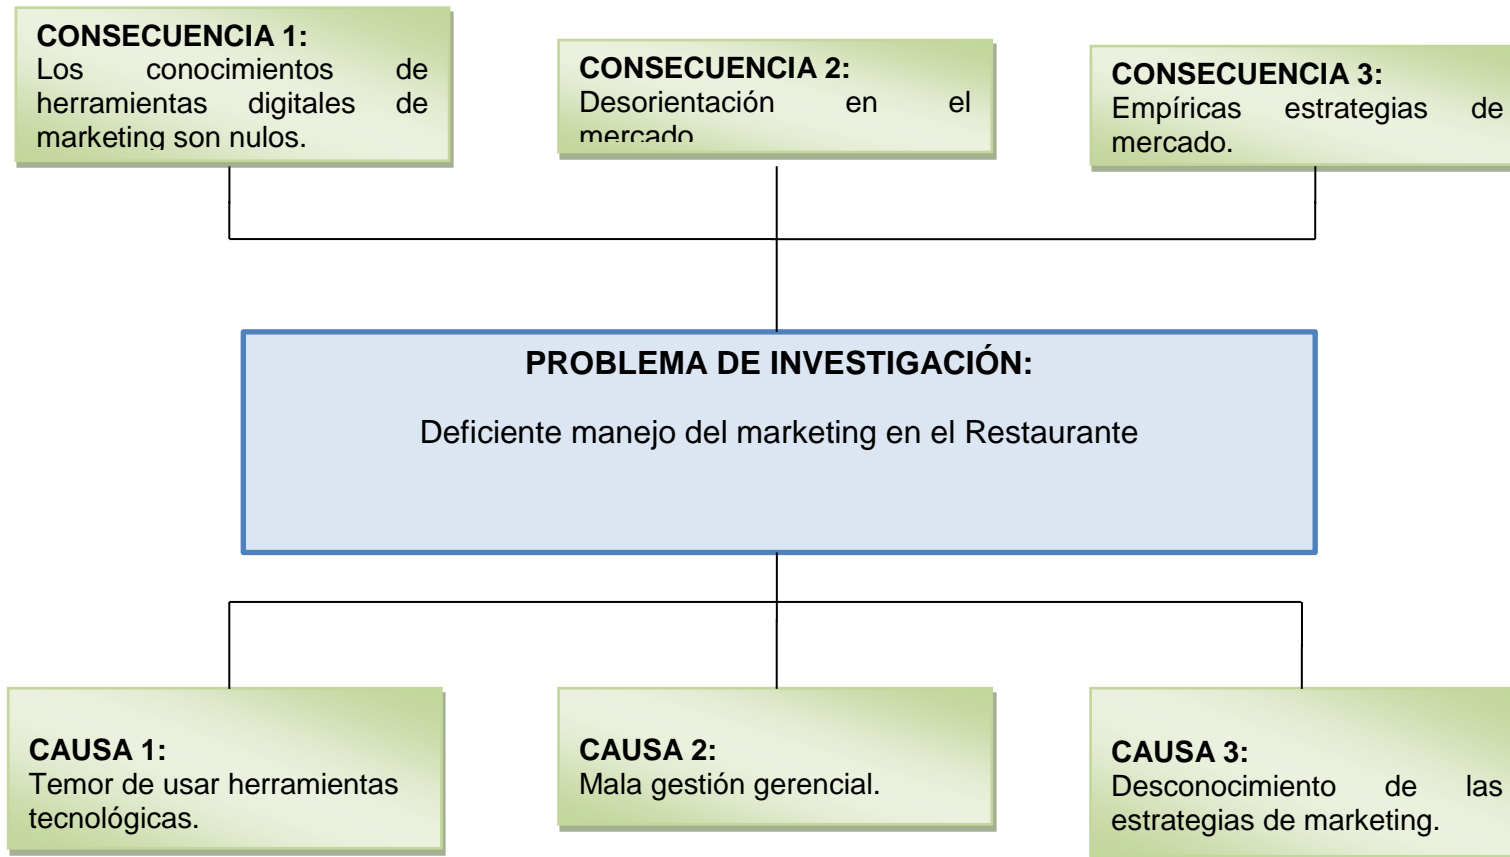 CONSECUENCIA 1:
Los conocimientos de
herramientas digitales de
marketing son nulos.
CONSECUENCIA 2:
Desorientación en el
mercado
CONSECUENCIA 3:
Empíricas estrategias de
mercado.
PROBLEMA DE INVESTIGACIÓN:
Deficiente manejo del marketing en el Restaurante
CAUSA 1:
Temor de usar herramientas
tecnológicas.
CAUSA 2:
Mala gestión gerencial.
CAUSA 3:
Desconocimiento de las
estrategias de marketing.